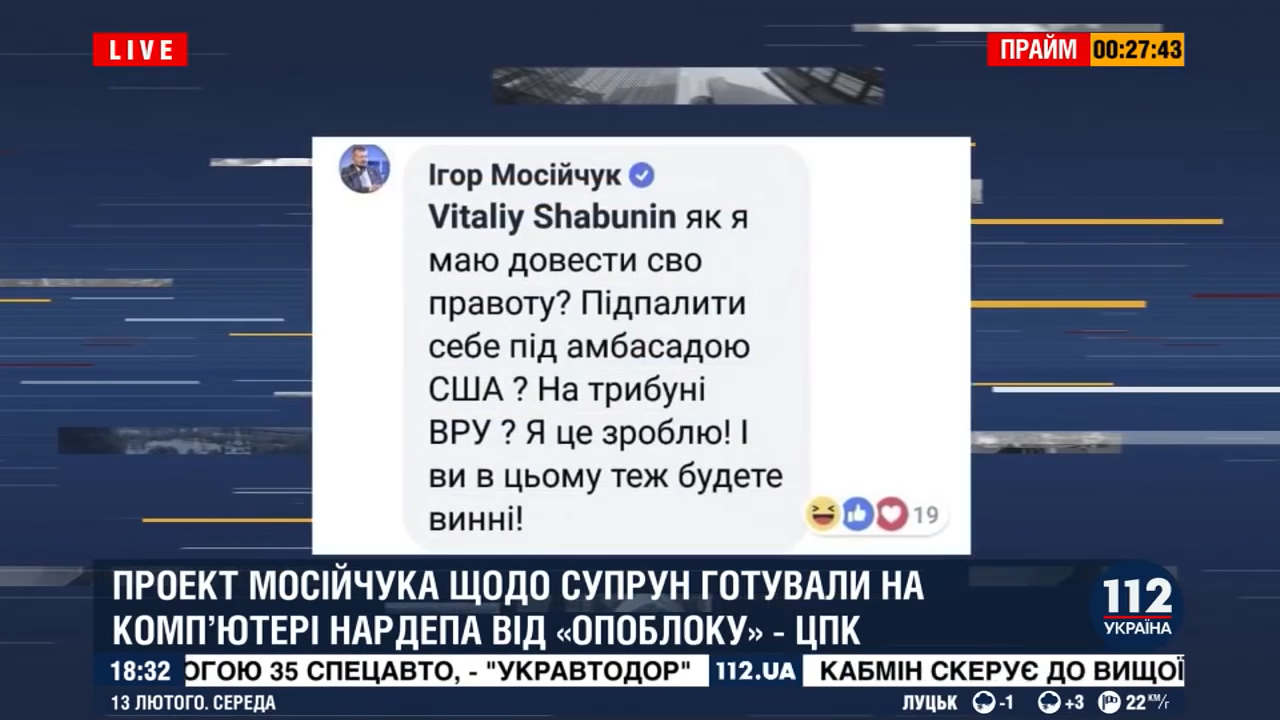 LIVE
ПРАЙМ 00:27:43
Ігор Мосійчук
Vitaliy Shabunin як я
маю довести сво
правоту? Підпалити
себе під амбасадою
США ? На трибуні
ВРУ ? Я це зроблю! І
ви в цьому теж будете
винні!
19
ПРОЕКТ МОСІЙЧУКА ЩОДО СУПРУН ГОТУВАЛИ НА
КОМП'ЮТЕРІ НАРДЕПА ВІД «ОПОБЛОКУ» - ЦПК
112
УКРАЇНА
18:32 ОГОЮ 35 СПЕЦАВТО, - "УКРАВТОДОР" 112.UA КАБМІН СКЕРУЄ ДО ВИЩОЇ
13 ЛЮТОГО. СЕРЕДА ЛУЦЬК -1 +3 22 КМ/Г